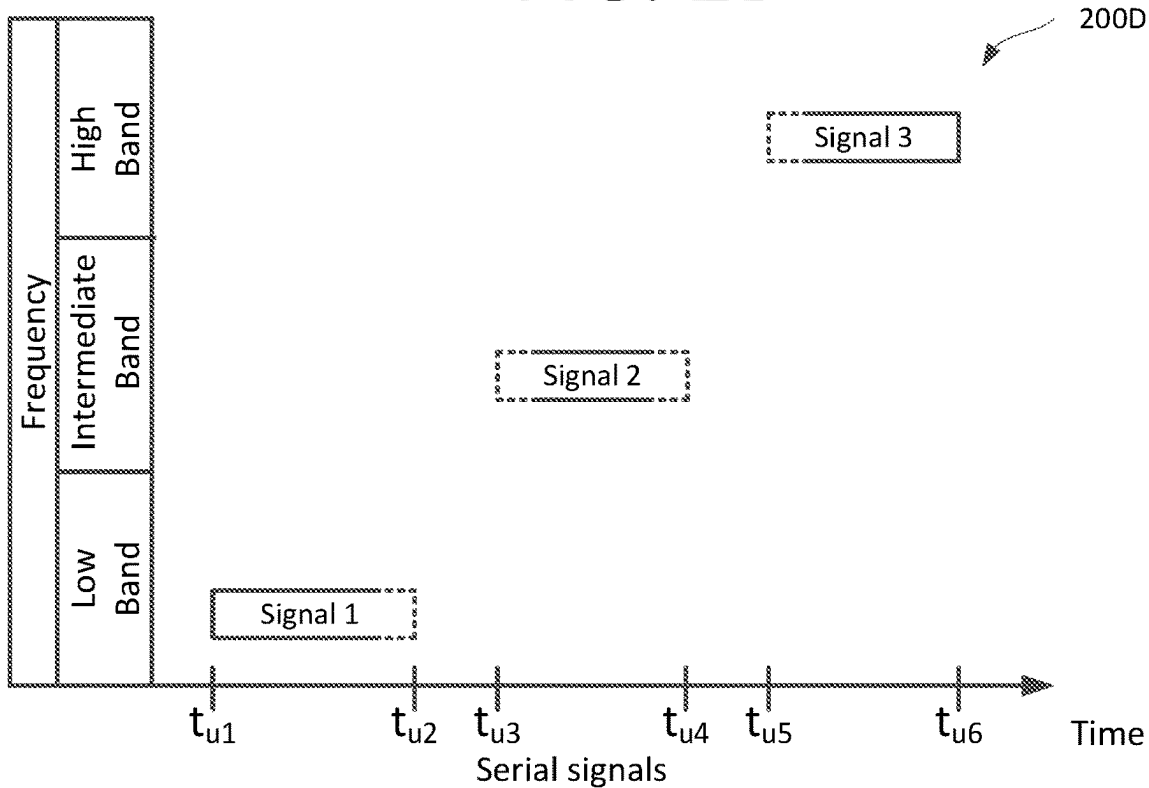 200D
Frequency
High
Band
Intermediate
Band
Low
Band
Signal 3
Signal 2
Signal 1
tu1
tu2
tu3
tu4
tu5
tu6
Time
Serial signals